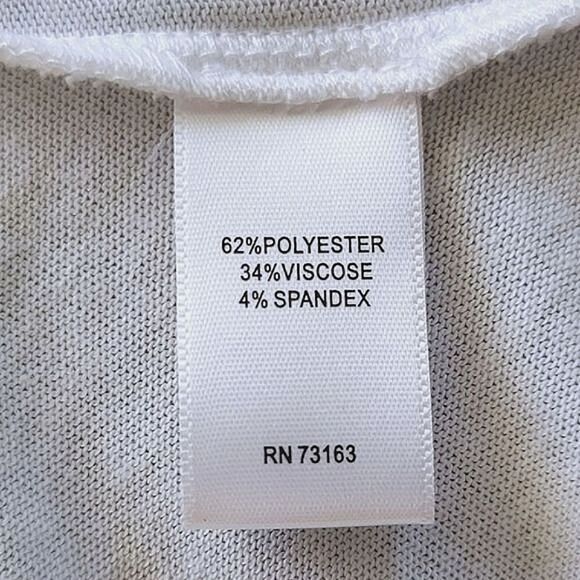 62%POLYESTER
34%VISCOSE
4% SPANDEX
RN 73163